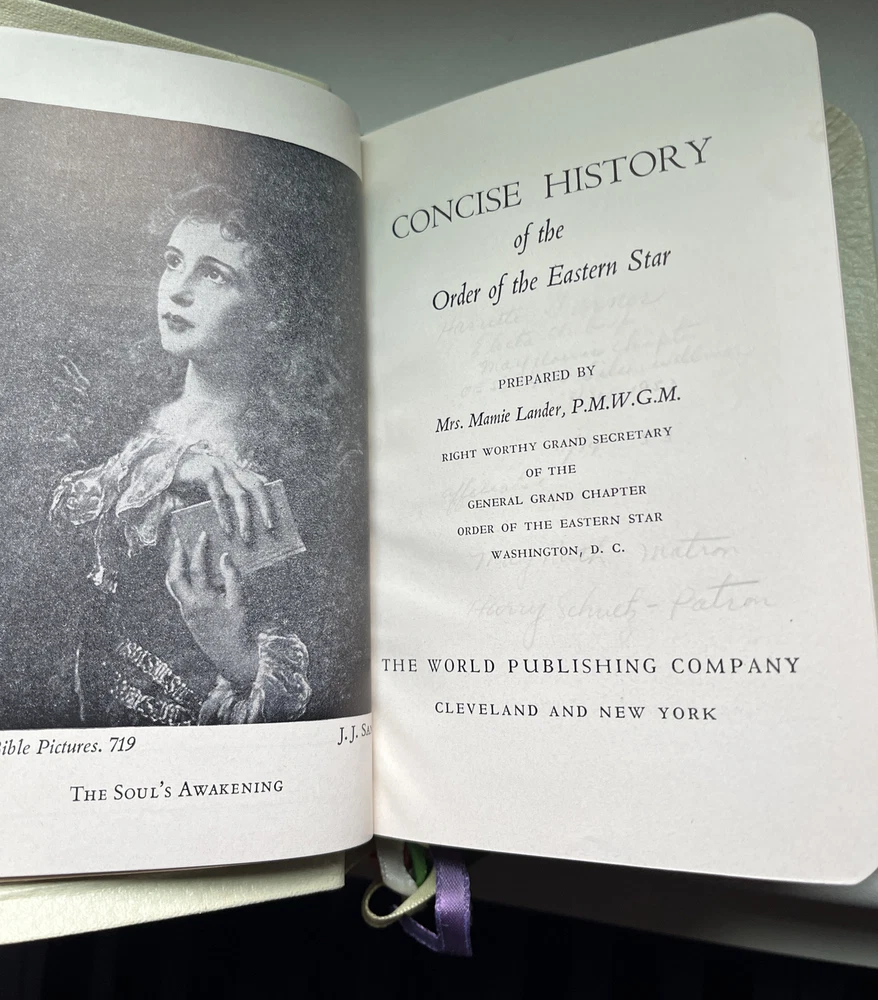 ible Pictures. 719
J. J. SA
THE SOUL'S AWAKENING
CONCISE HISTORY
of the
Order of the Eastern Star
PREPARED BY
Mrs. Mamie Lander, P.M.W.G.M.
RIGHT WORTHY GRAND SECRETARY
OF THE
GENERAL GRAND CHAPTER
ORDER OF THE EASTERN STAR
WASHINGTON, D. C.
Matron
Harry Schuetz - Patron
THE WORLD PUBLISHING COMPANY
CLEVELAND AND NEW YORK